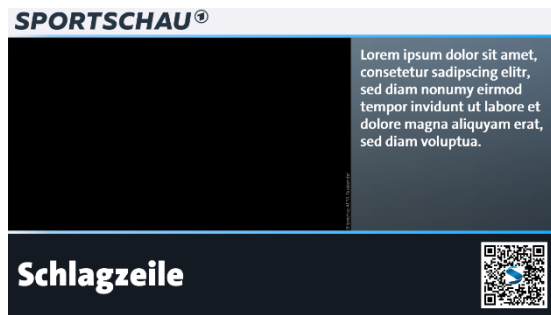 SPORTSCHAU
Lorem ipsum dolor sit amet,
consetetur sadipscing elitr,
sed diam nonumy eirmod
tempor invidunt ut labore et
dolore magna aliquyam erat,
sed diam voluptua.
Schlagzeile